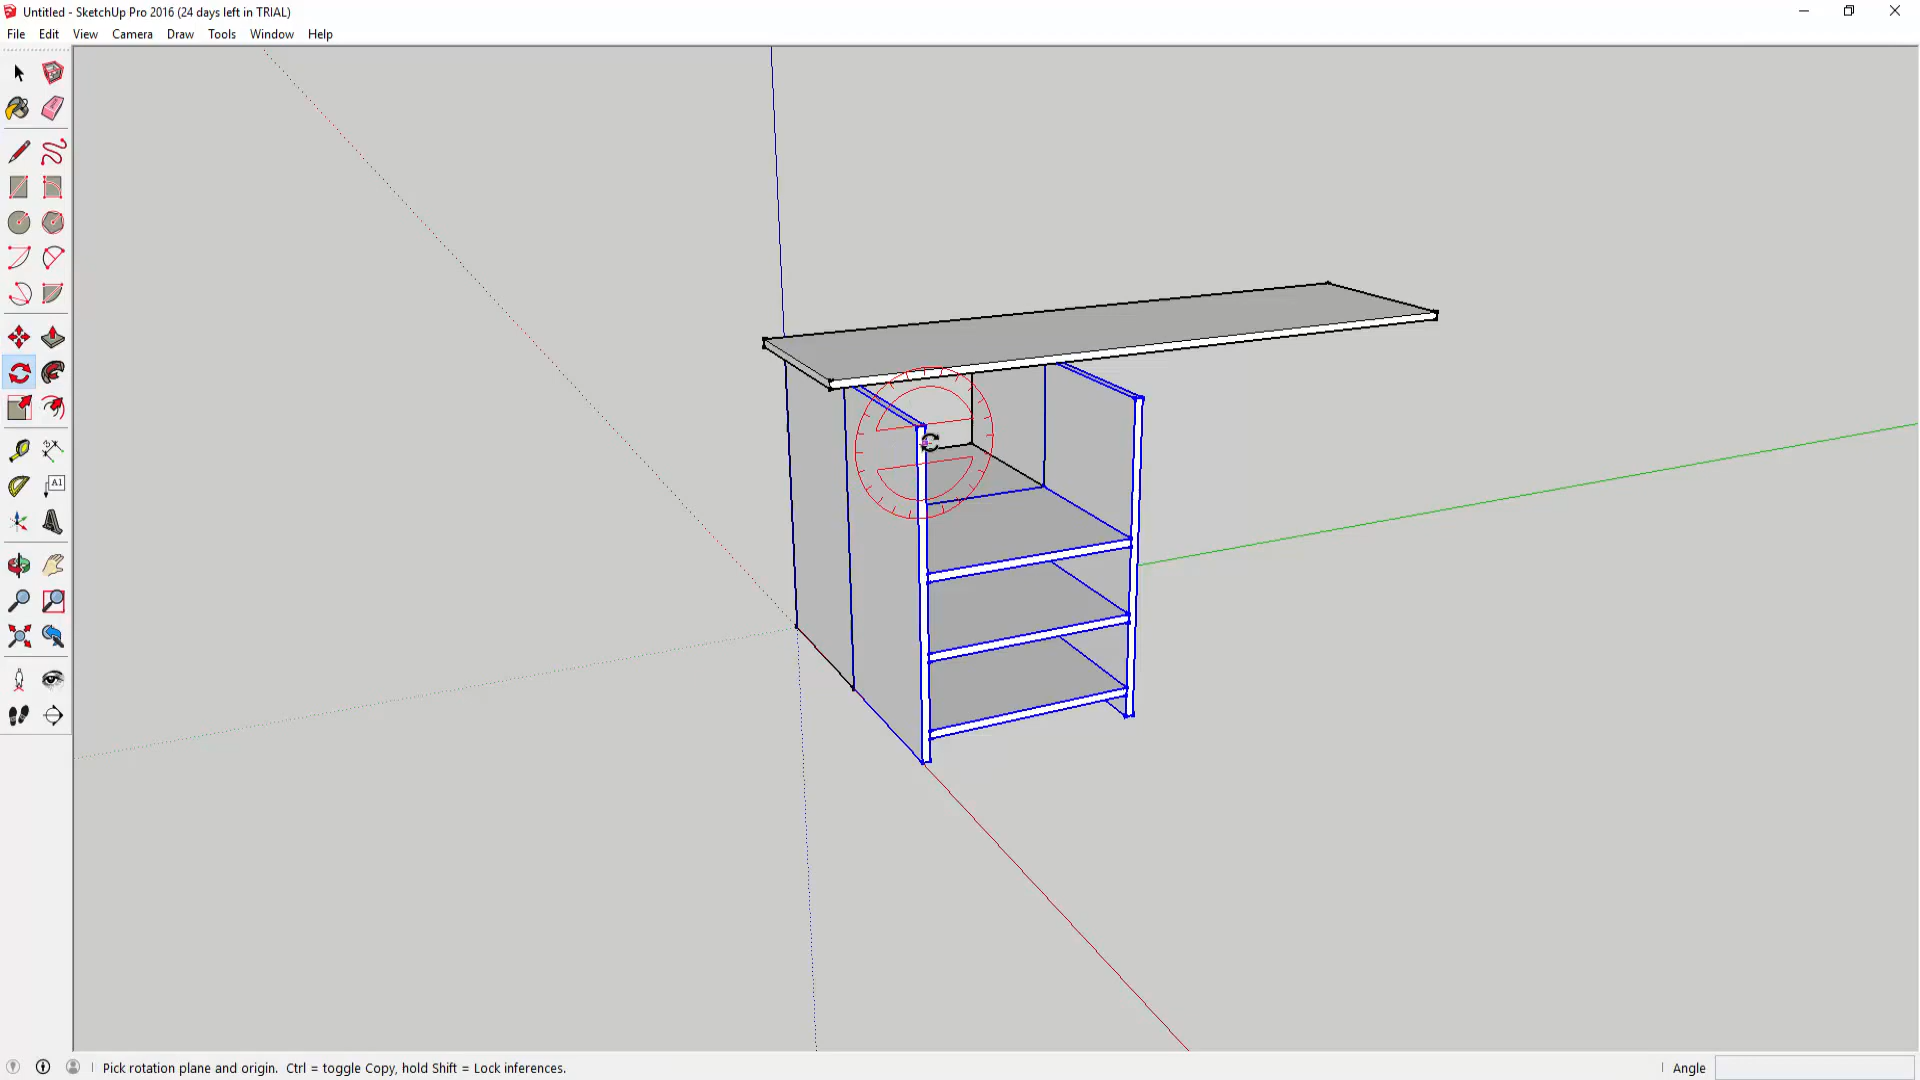 Untitled - SketchUp Pro 2016 (24 days left in TRIAL)
File Edit View Camera Draw Tools Window Help
A1
Pick rotation plane and origin. Ctrl = toggle Copy, hold Shift = Lock inferences.
Angle